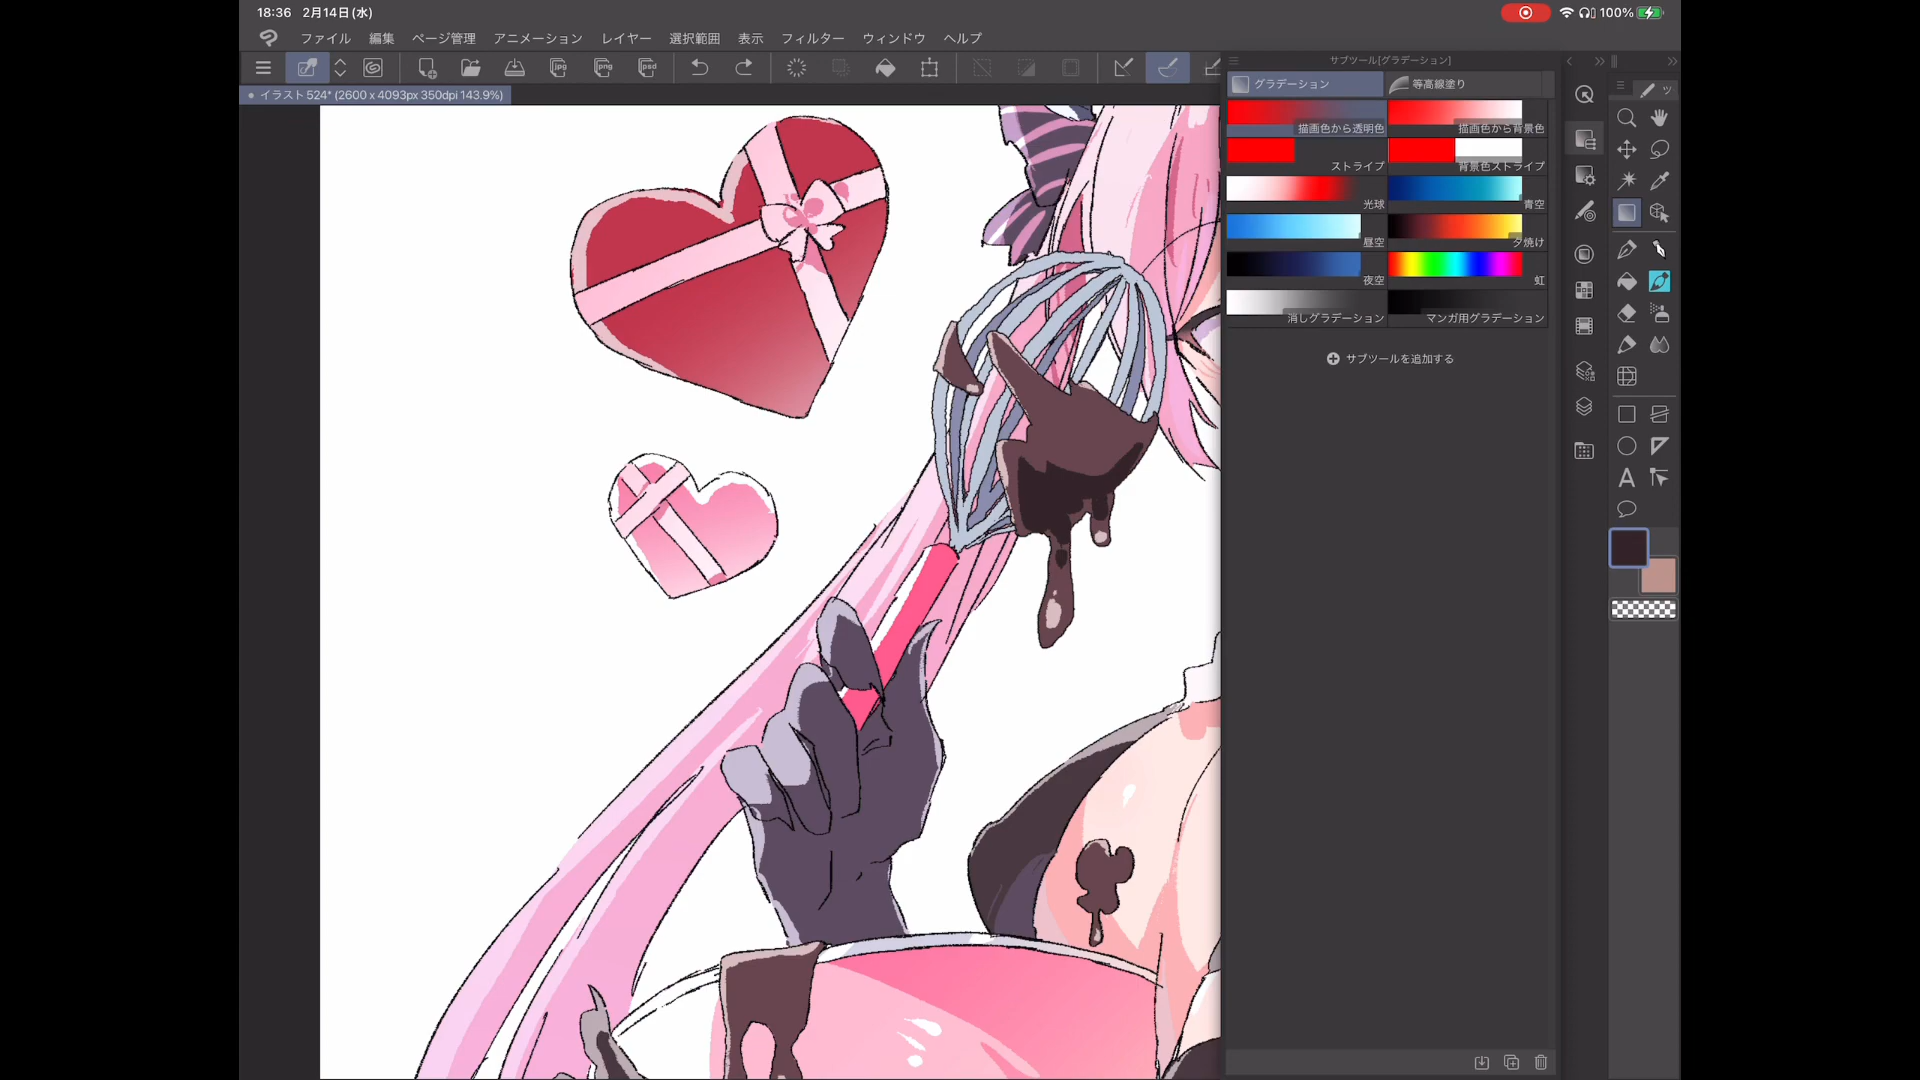 18:36 2月14日(水)
100%
ファイル 編集 ページ管理 アニメーション レイヤー 選択範囲 表示 フィルター ウィンドウ ヘルプ
jpg png psd
サブツール[グラデーション]
イラスト524* (2600 x 4093px 350dpi 143.9%)
グラデーション 等高線塗り
描画色から透明色 描画色から背景色
ストライプ 背景色ストライプ
光球 青空
昼空 夕焼け
夜空 虹
消しグラデーション マンガ用グラデーション
サブツールを追加する
A